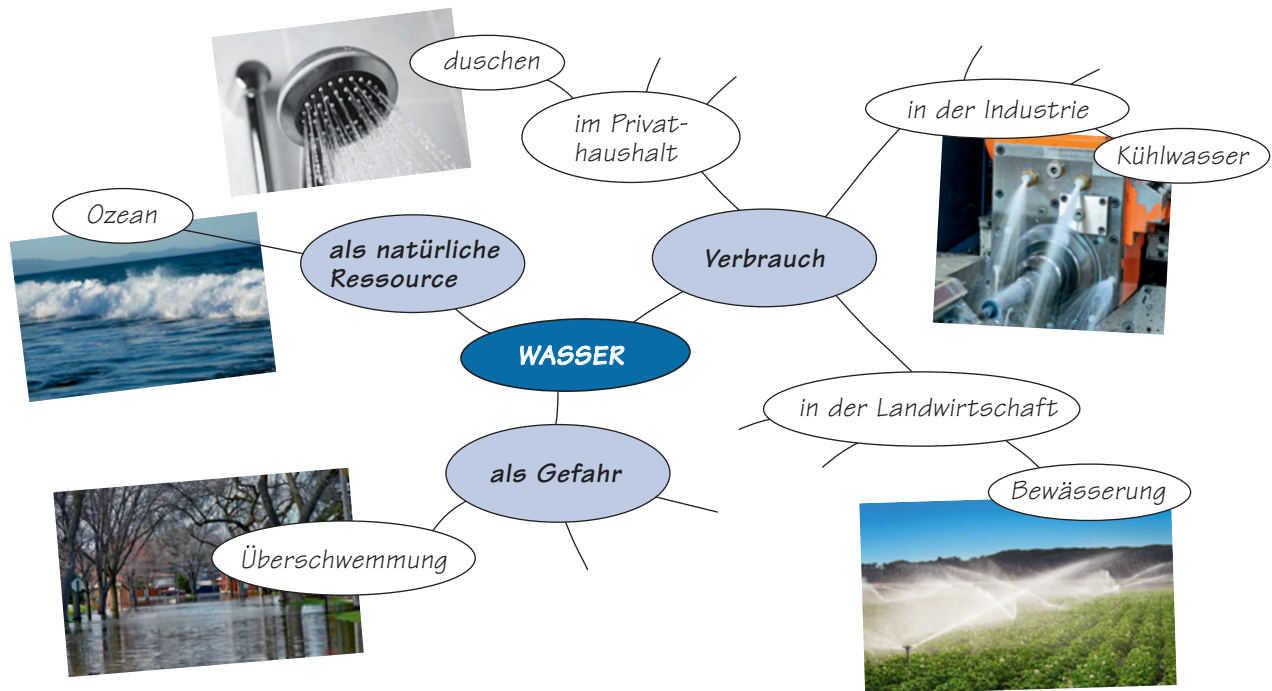 duschen
im Privat-
haushalt
in der Industrie
Kühlwasser
Ozean
als natürliche
Ressource
Verbrauch
WASSER
in der Landwirtschaft
als Gefahr
Bewässerung
Überschwemmung